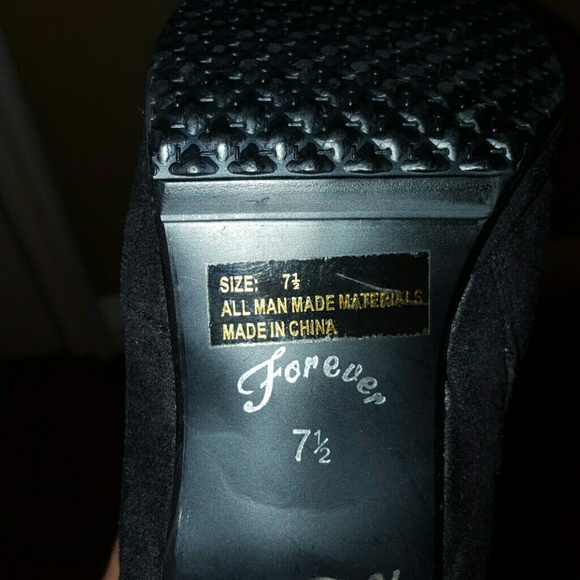 SIZE: 7½
ALL MAN MADE MATERIALS
MADE IN CHINA
Forever
7½